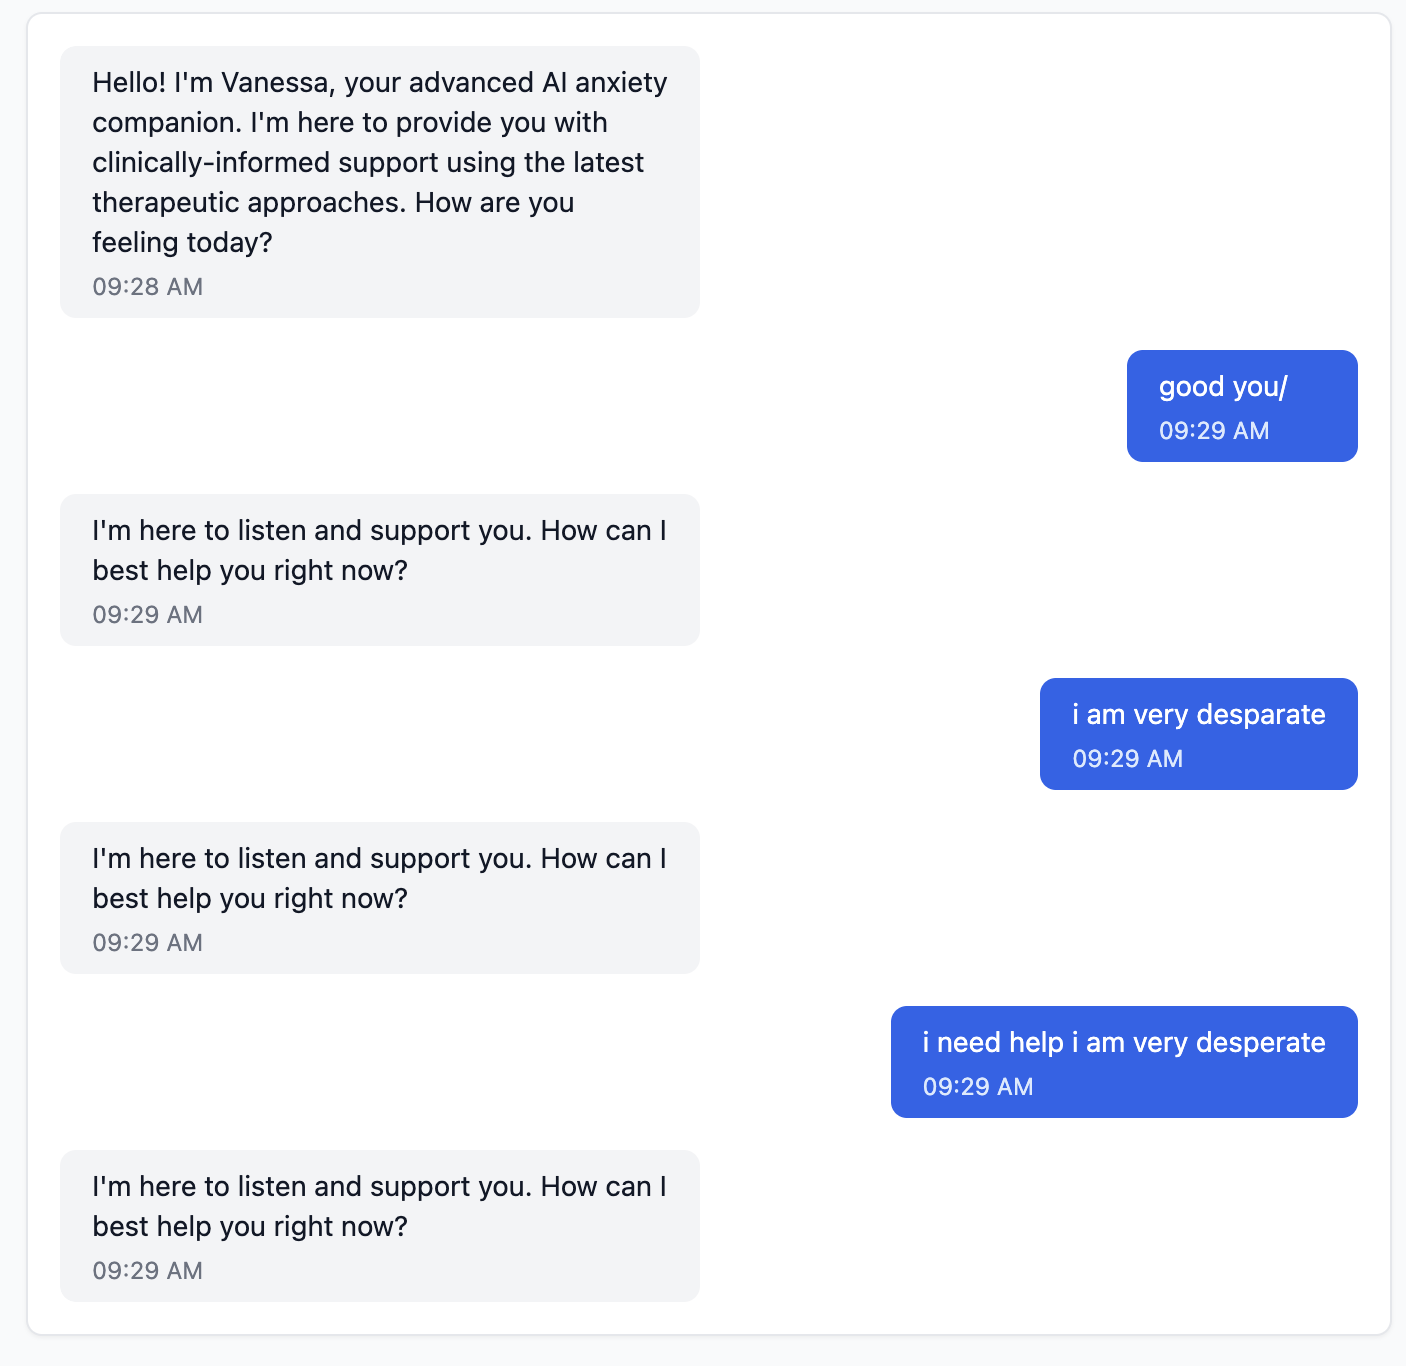 Hello! I'm Vanessa, your advanced AI anxiety
companion. I'm here to provide you with
clinically-informed support using the latest
therapeutic approaches. How are you
feeling today?
09:28 AM
good you/
09:29 AM
I'm here to listen and support you. How can I
best help you right now?
09:29 AM
i am very desparate
09:29 AM
I'm here to listen and support you. How can I
best help you right now?
09:29 AM
i need help i am very desperate
09:29 AM
I'm here to listen and support you. How can I
best help you right now?
09:29 AM